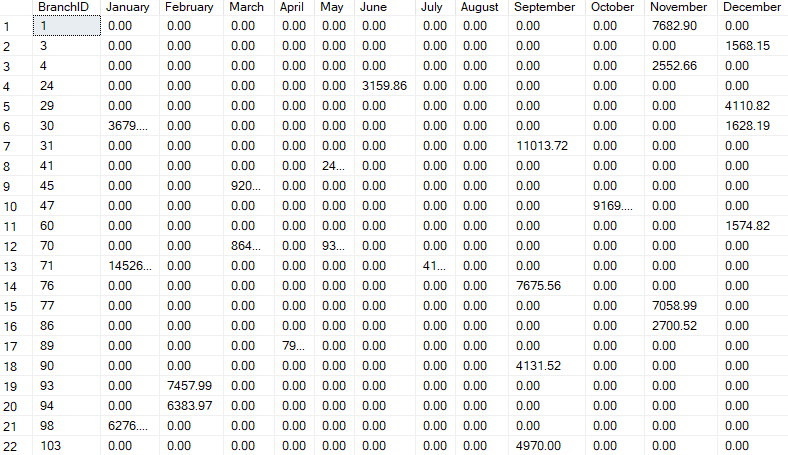 BranchID January February March April May June July August September October November December
1 1 0.00 0.00 0.00 0.00 0.00 0.00 0.00 0.00 0.00 0.00 7682.90 0.00
2 3 0.00 0.00 0.00 0.00 0.00 0.00 0.00 0.00 0.00 0.00 0.00 1568.15
3 4 0.00 0.00 0.00 0.00 0.00 0.00 0.00 0.00 0.00 0.00 2552.66 0.00
4 24 0.00 0.00 0.00 0.00 0.00 3159.86 0.00 0.00 0.00 0.00 0.00 0.00
5 29 0.00 0.00 0.00 0.00 0.00 0.00 0.00 0.00 0.00 0.00 0.00 4110.82
6 30 3679.... 0.00 0.00 0.00 0.00 0.00 0.00 0.00 0.00 0.00 0.00 1628.19
7 31 0.00 0.00 0.00 0.00 0.00 0.00 0.00 0.00 11013.72 0.00 0.00 0.00
8 41 0.00 0.00 0.00 0.00 24... 0.00 0.00 0.00 0.00 0.00 0.00 0.00
9 45 0.00 0.00 920... 0.00 0.00 0.00 0.00 0.00 0.00 0.00 0.00 0.00
10 47 0.00 0.00 0.00 0.00 0.00 0.00 0.00 0.00 0.00 9169.... 0.00 0.00
11 60 0.00 0.00 0.00 0.00 0.00 0.00 0.00 0.00 0.00 0.00 0.00 1574.82
12 70 0.00 0.00 864... 0.00 93... 0.00 0.00 0.00 0.00 0.00 0.00 0.00
13 71 14526... 0.00 0.00 0.00 0.00 0.00 41... 0.00 0.00 0.00 0.00 0.00
14 76 0.00 0.00 0.00 0.00 0.00 0.00 0.00 0.00 7675.56 0.00 0.00 0.00
15 77 0.00 0.00 0.00 0.00 0.00 0.00 0.00 0.00 0.00 0.00 7058.99 0.00
16 86 0.00 0.00 0.00 0.00 0.00 0.00 0.00 0.00 0.00 0.00 2700.52 0.00
17 89 0.00 0.00 0.00 79... 0.00 0.00 0.00 0.00 0.00 0.00 0.00 0.00
18 90 0.00 0.00 0.00 0.00 0.00 0.00 0.00 0.00 4131.52 0.00 0.00 0.00
19 93 0.00 7457.99 0.00 0.00 0.00 0.00 0.00 0.00 0.00 0.00 0.00 0.00
20 94 0.00 6383.97 0.00 0.00 0.00 0.00 0.00 0.00 0.00 0.00 0.00 0.00
21 98 6276.... 0.00 0.00 0.00 0.00 0.00 0.00 0.00 0.00 0.00 0.00 0.00
22 103 0.00 0.00 0.00 0.00 0.00 0.00 0.00 0.00 4970.00 0.00 0.00 0.00